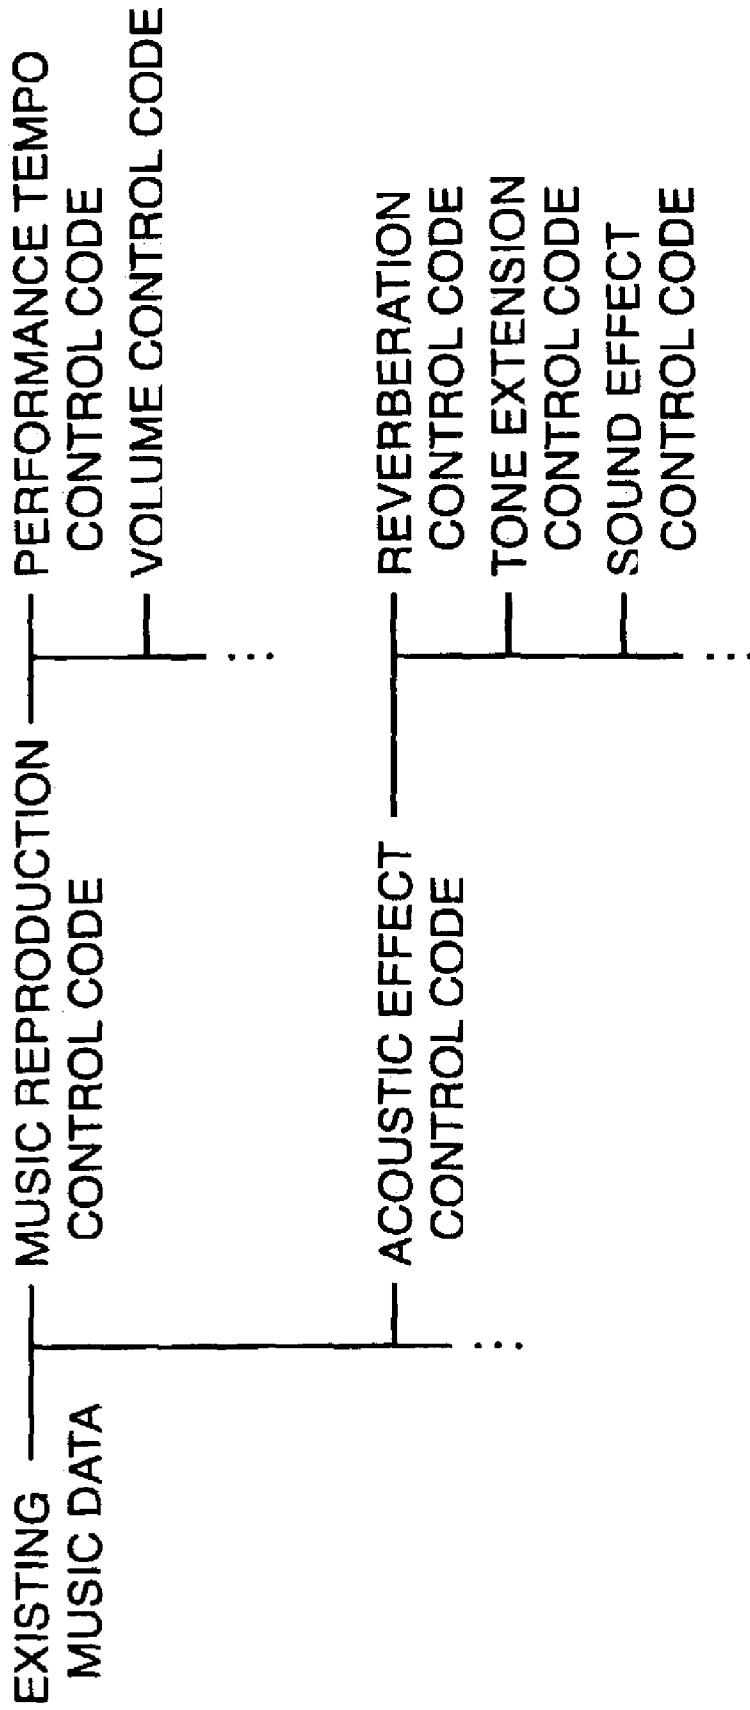 EXISTING
MUSIC DATA
MUSIC REPRODUCTION
CONTROL CODE
PERFORMANCE TEMPO
CONTROL CODE
VOLUME CONTROL CODE
...
ACOUSTIC EFFECT
CONTROL CODE
REVERBERATION
CONTROL CODE
TONE EXTENSION
CONTROL CODE
SOUND EFFECT
CONTROL CODE
...
...